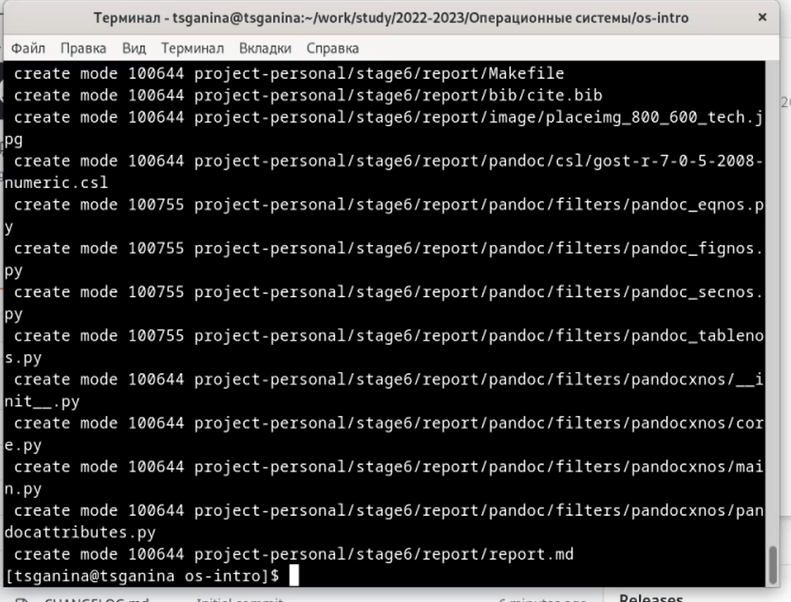 Терминал - tsganina@tsganina:~/work/study/2022-2023/Операционные системы/os-intro
Файл Правка Вид Терминал Вкладки Справка
create mode 100644 project-personal/stage6/report/Makefile
create mode 100644 project-personal/stage6/report/bib/cite.bib
create mode 100644 project-personal/stage6/report/image/placeimg_800_600_tech.j
pg
create mode 100644 project-personal/stage6/report/pandoc/csl/gost-r-7-0-5-2008-
numeric.csl
create mode 100755 project-personal/stage6/report/pandoc/filters/pandoc_eqnos.p
y
create mode 100755 project-personal/stage6/report/pandoc/filters/pandoc_fignos.
py
create mode 100755 project-personal/stage6/report/pandoc/filters/pandoc_secnos.
py
create mode 100755 project-personal/stage6/report/pandoc/filters/pandoc_tableno
s.py
create mode 100644 project-personal/stage6/report/pandoc/filters/pandocxnos/__i
nit__.py
create mode 100644 project-personal/stage6/report/pandoc/filters/pandocxnos/cor
e.py
create mode 100644 project-personal/stage6/report/pandoc/filters/pandocxnos/mai
n.py
create mode 100644 project-personal/stage6/report/pandoc/filters/pandocxnos/pan
docattributes.py
create mode 100644 project-personal/stage6/report/report.md
[tsganina@tsganina os-intro]$
CHANGELOG.md Initial commit 6 minutes ago Releases